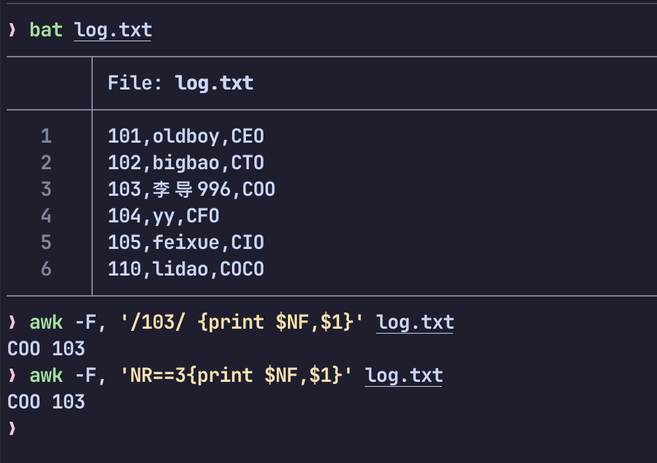 ❯ bat log.txt
File: log.txt
1 101,oldboy,CEO
2 102,bigbao,CTO
3 103,李导996,COO
4 104,yy,CFO
5 105,feixue,CIO
6 110,lidao,COCO
❯ awk -F, '/103/ {print $NF,$1}' log.txt
COO 103
❯ awk -F, 'NR==3{print $NF,$1}' log.txt
COO 103
❯